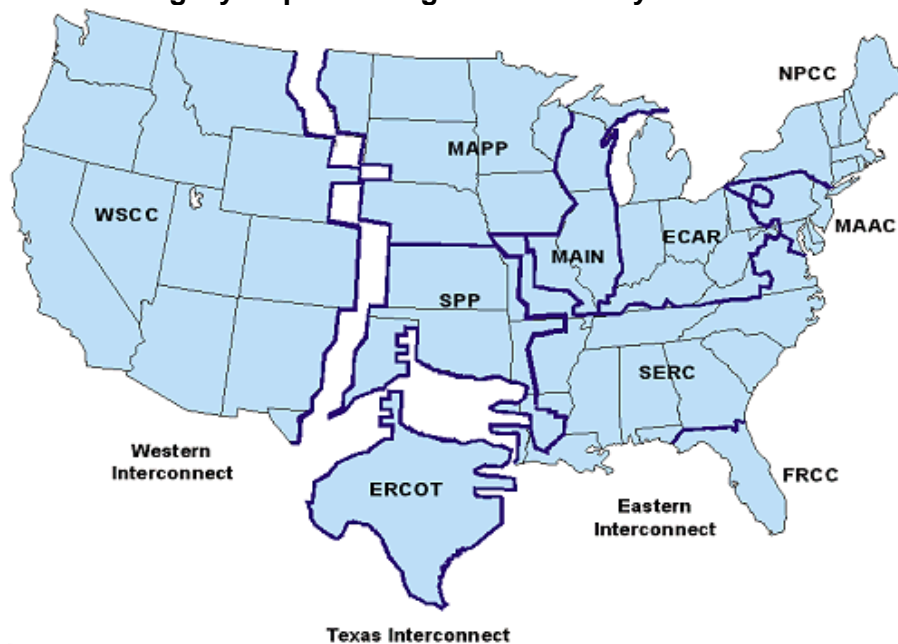 NPCC
MAPP
WSCC
MAAC
ECAR
MAIN
SPP
SERC
Western
Interconnect
ERCOT
FRCC
Eastern
Interconnect
Texas Interconnect